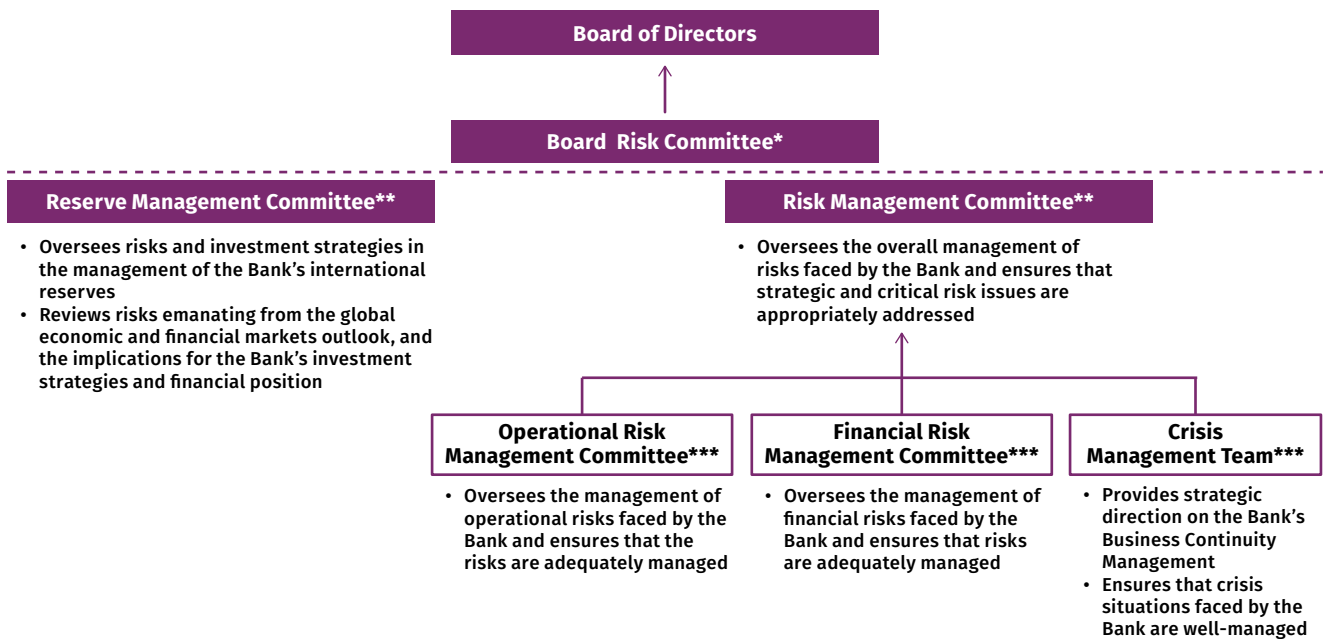 Board of Directors
Board Risk Committee*
Reserve Management Committee**
• Oversees risks and investment strategies in
the management of the Bank's international
reserves
• Reviews risks emanating from the global
economic and financial markets outlook, and
the implications for the Bank's investment
strategies and financial position
Risk Management Committee**
• Oversees the overall management of
risks faced by the Bank and ensures that
strategic and critical risk issues are
appropriately addressed
Operational Risk
Management Committee***
• Oversees the management of
operational risks faced by the
Bank and ensures that the
risks are adequately managed
Financial Risk
Management Committee***
• Oversees the management of
financial risks faced by the
Bank and ensures that risks
are adequately managed
Crisis
Management Team***
• Provides strategic
direction on the Bank's
Business Continuity
Management
• Ensures that crisis
situations faced by the
Bank are well-managed